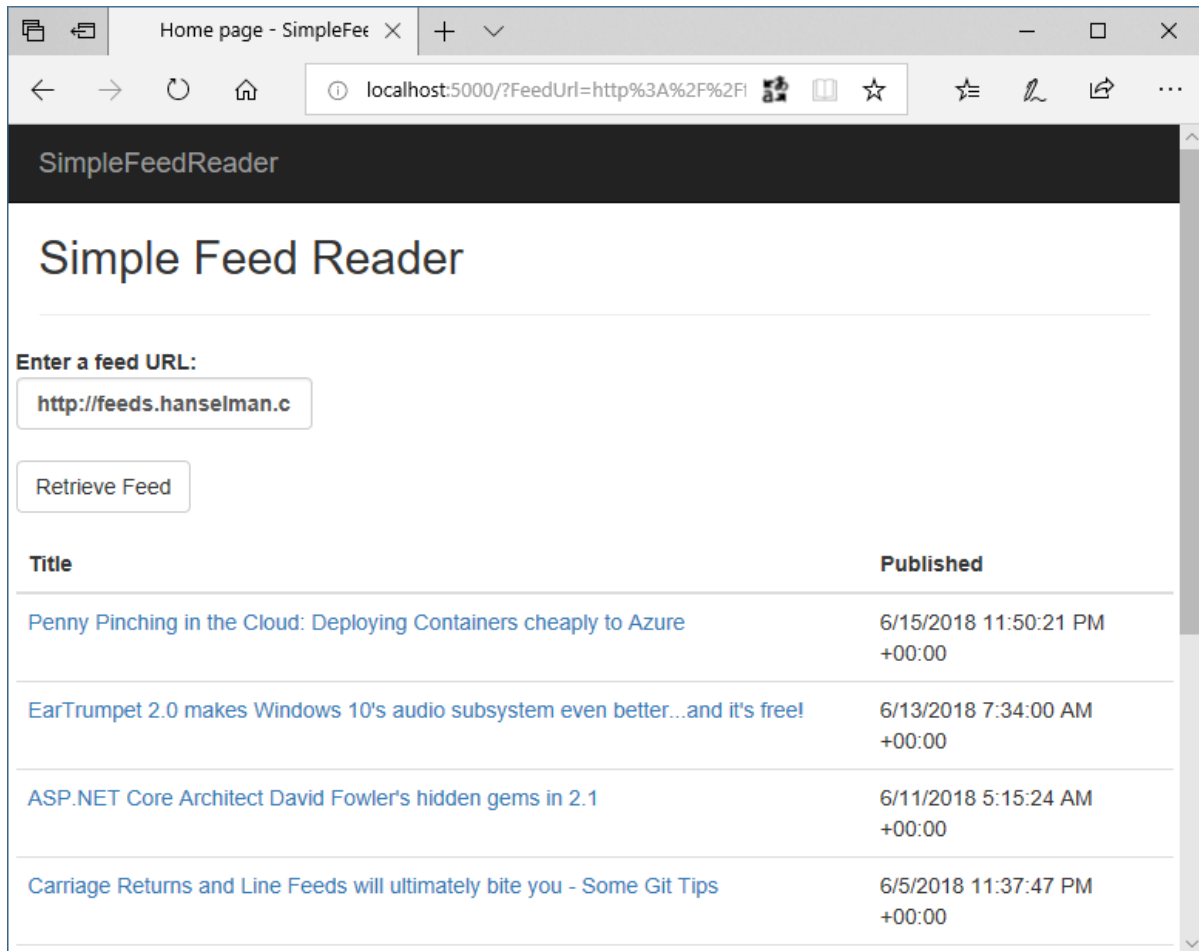 Home page - SimpleFee
localhost:5000/?FeedUrl=http%3A%2F%2F
SimpleFeedReader
Simple Feed Reader
Enter a feed URL:
http://feeds.hanselman.c
Retrieve Feed
Title Published
Penny Pinching in the Cloud: Deploying Containers cheaply to Azure 6/15/2018 11:50:21 PM
+00:00
EarTrumpet 2.0 makes Windows 10's audio subsystem even better...and it's free! 6/13/2018 7:34:00 AM
+00:00
ASP.NET Core Architect David Fowler's hidden gems in 2.1 6/11/2018 5:15:24 AM
+00:00
Carriage Returns and Line Feeds will ultimately bite you - Some Git Tips 6/5/2018 11:37:47 PM
+00:00